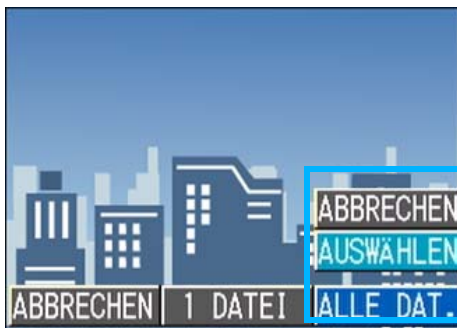 ABBRECHEN
AUSWÄHLEN
ABBRECHEN 1 DATEI ALLE DAT.